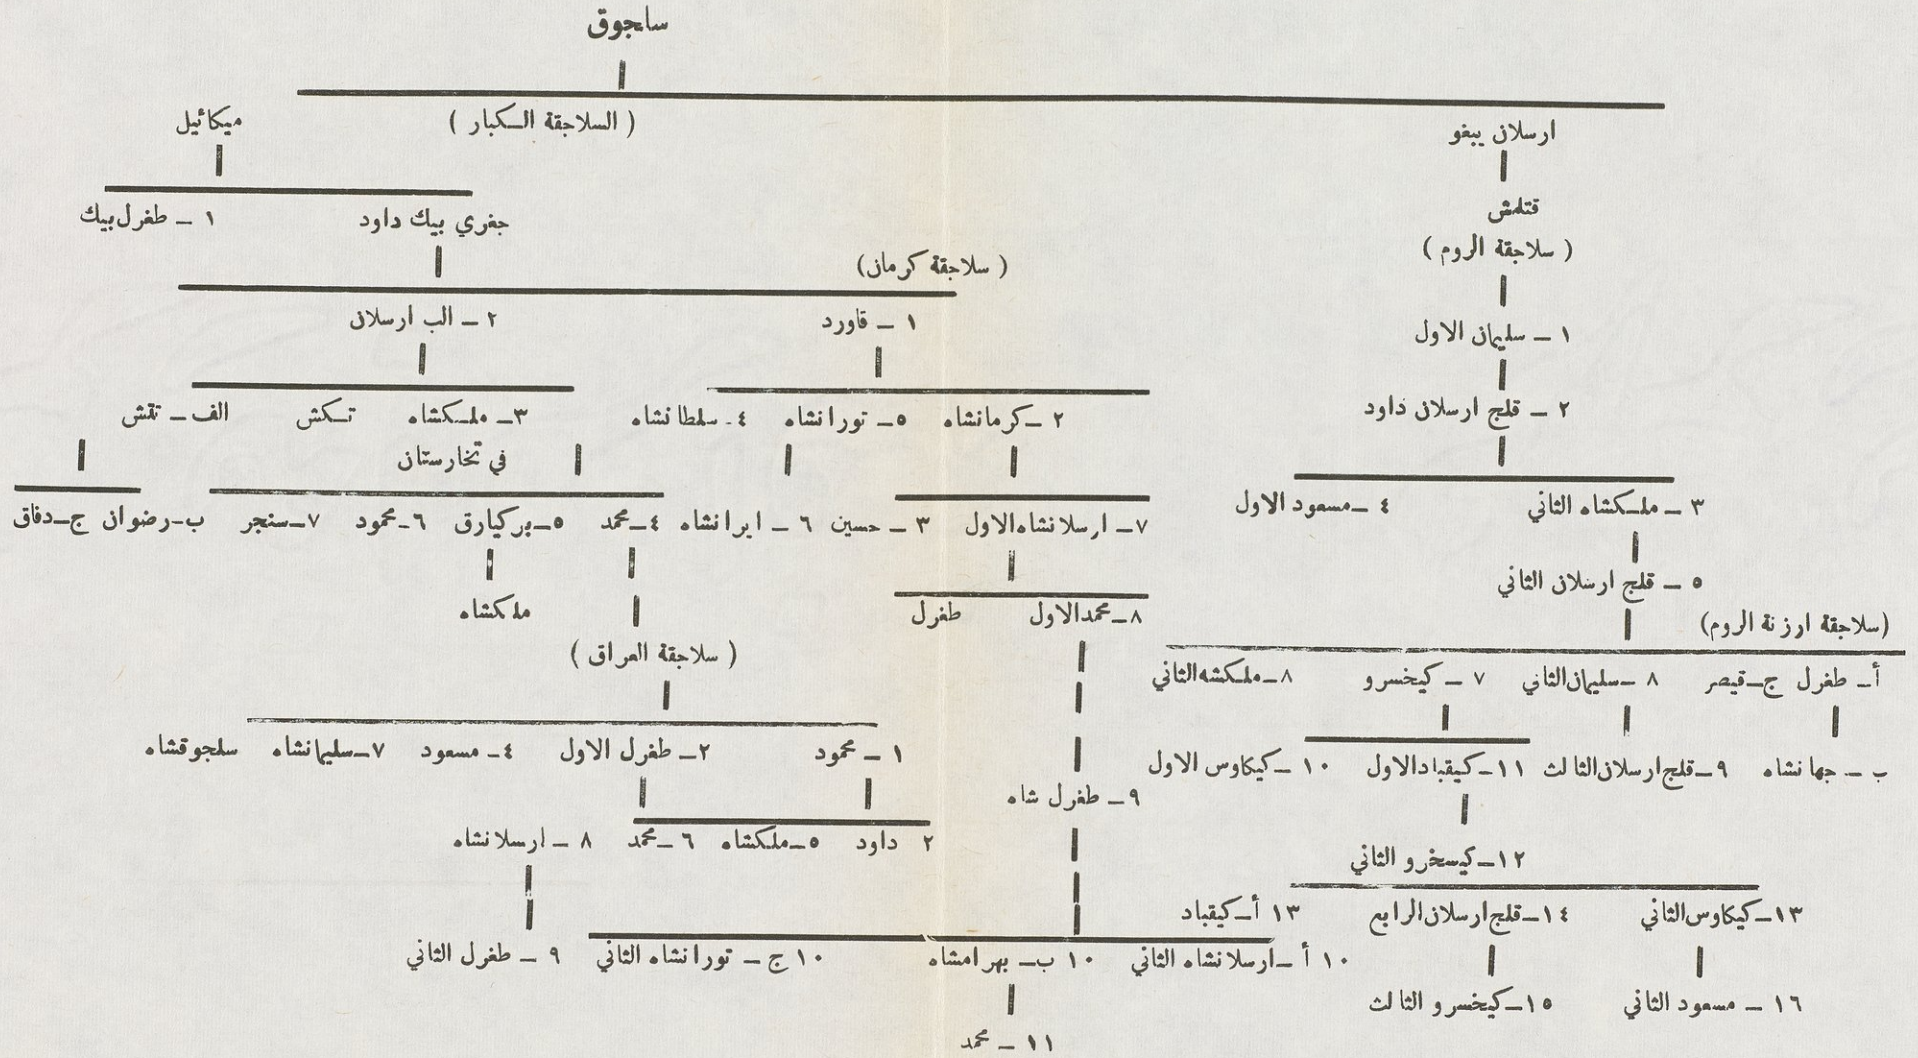 ساجوق
ميكائيل
( السلاجقة الكبار )
ارسلان يبغو
١ – طغرل بيك
جغري بيك داود
قتلمش
( سلاجقة الروم )
( سلاجقة كرمان)
٢ – الب ارسلان
١ – قاورد
١ – سليمان الاول
٢ – قلج ارسلان داود
الف – تتش
تكش
٣– ملكشاه
في تخارستان
٤ – سلطانشاه
٥ – تورانشاه
٢ – كرمانشاه
٣ – ملكشاه الثاني
٤ – مسعود الاول
٧– ارسلانشاه الاول
٣ – حسين
٦ – ايرانشاه
٤–محمد
٥–بركيارق
٦–محمود
٧–سنجر
ب–رضوان
ج–دقاق
٥ – قلج ارسلان الثاني
ملكشاه
٨–محمدالاول
طغرل
(سلاجقة ارزنة الروم)
( سلاجقة العراق )
أ– طغرل
ج–قيصر
٨ –سليمان الثاني
٧ – كيخسرو
٨–ملكشه الثاني
١ – محمود
٢– طغرل الاول
٤– مسعود
٧–سليمانشاه
سلجوقشاه
ب – جهانشاه
٩–قلج ارسلان الثالث
١١–كيقبادالاول
١٠ –كيكاوس الاول
٩ – طغرل شاه
٢ داود
٥–ملكشاه
٦ –محمد
٨ – ارسلانشاه
١٢–كيسخرو الثاني
١٣–كيكاوس الثاني
١٤–قلج ارسلان الرابع
١٣ أ–كيقباد
١٠ أ –ارسلانشاه الثاني
١٠ ب– بهرامشاه
١٠ ج – تورانشاه الثاني
٩ – طغرل الثاني
١٦ – مسعود الثاني
١٥–كيخسرو الثالث
١١ – محمد